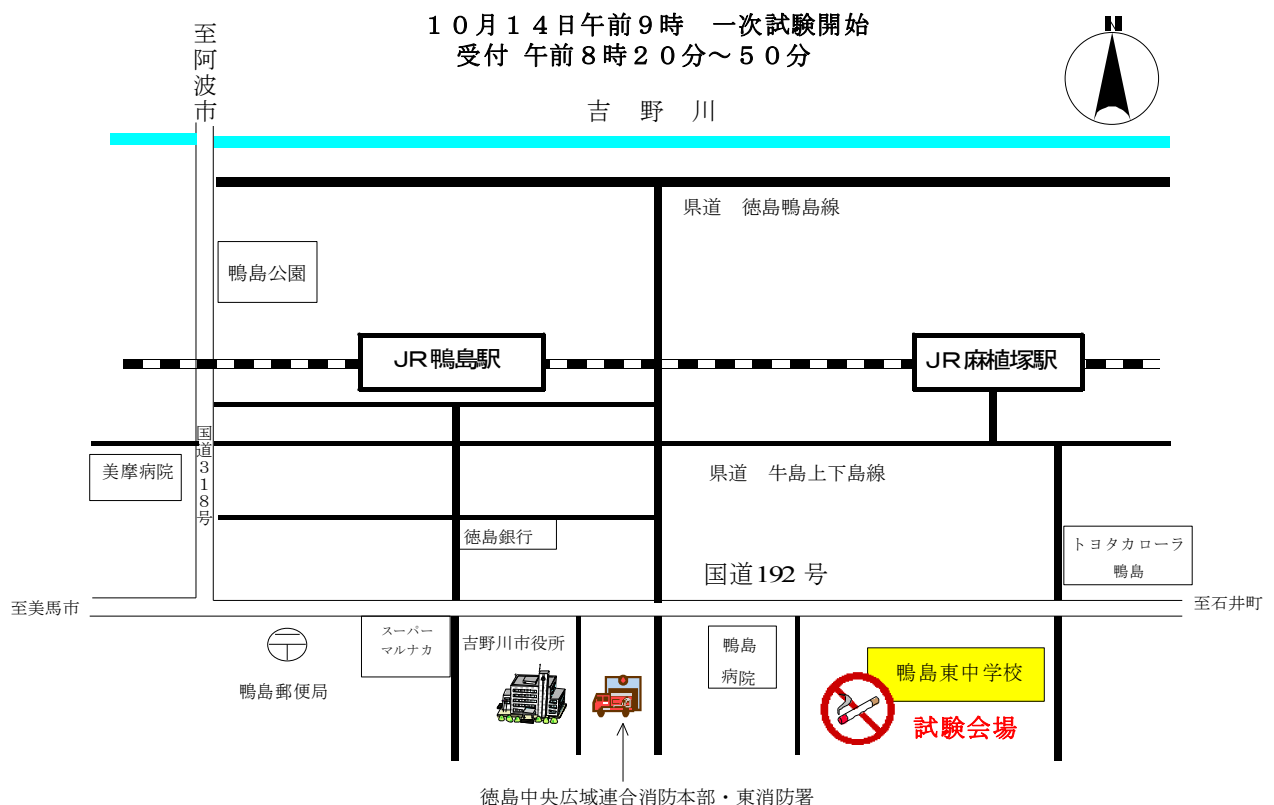 １０月１４日午前９時　一次試験開始
受付 午前８時２０分～５０分
N
至阿波市
吉　野　川
県道　徳島鴨島線
鴨島公園
JR鴨島駅
JR麻植塚駅
国道318号
美摩病院
県道　牛島上下島線
徳島銀行
トヨタカローラ
鴨島
国道192 号
至美馬市
至石井町
スーパー
マルナカ
吉野川市役所
鴨島
病院
鴨島東中学校
鴨島郵便局
試験会場
徳島中央広域連合消防本部・東消防署